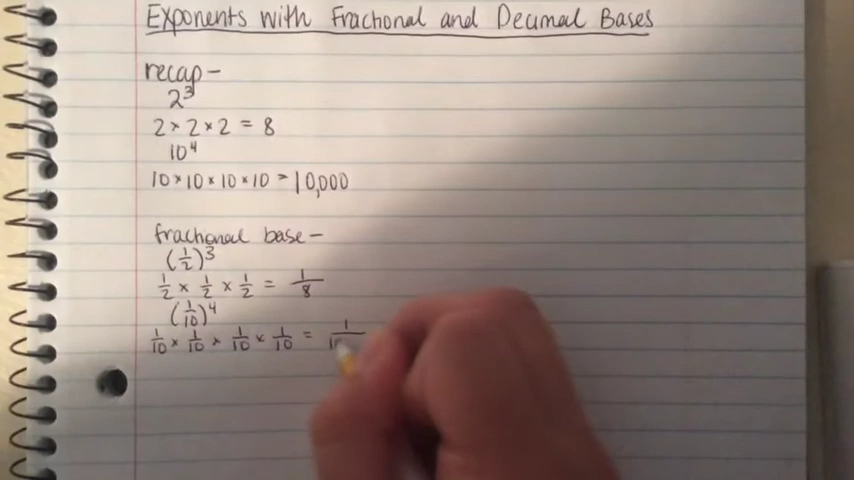 Exponents with Fractional and Decimal Bases
recap-
2³
2 × 2 × 2 = 8
10⁴
10 × 10 × 10 × 10 = 10,000
fractional base-
(1/2)³
1/2 × 1/2 × 1/2 = 1/8
(1/10)⁴
1/10 × 1/10 × 1/10 × 1/10 = 1/10